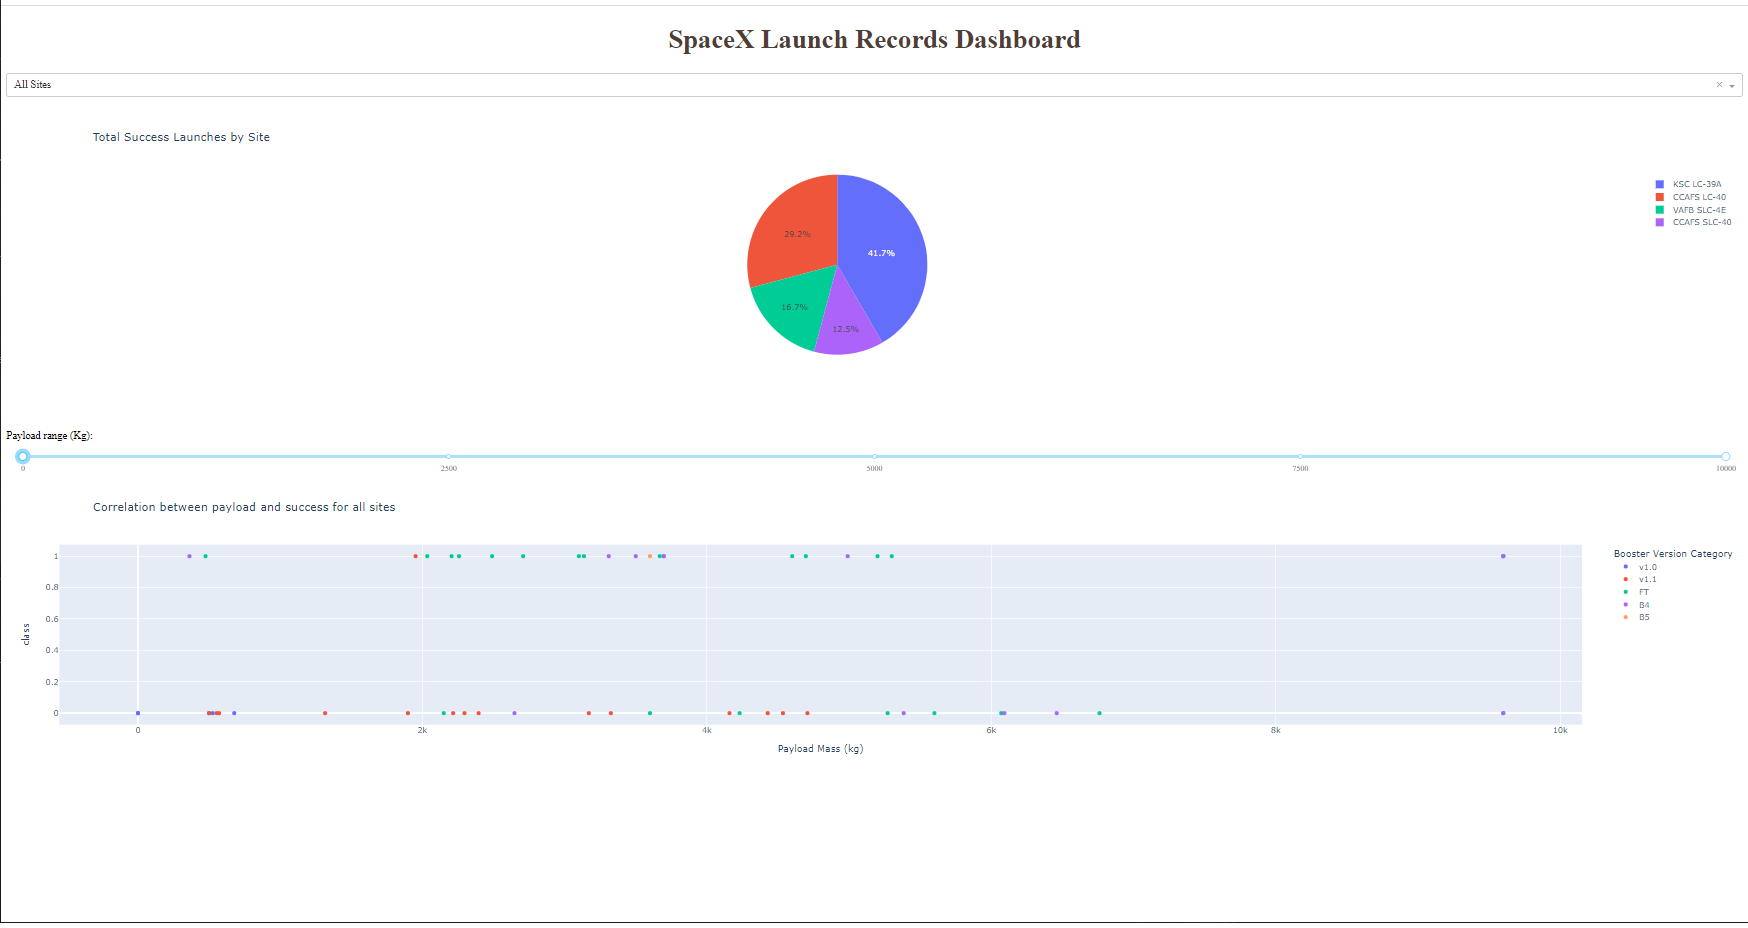 SpaceX Launch Records Dashboard
All Sites
×
Total Success Launches by Site
KSC LC-39A
CCAFS LC-40
VAFB SLC-4E
CCAFS SLC-40
29.2%
41.7%
16.7%
12.5%
Payload range (Kg):
0 2500 5000 7500 10000
Correlation between payload and success for all sites
Booster Version Category
v1.0
v1.1
FT
B4
B5
class
1
0.8
0.6
0.4
0.2
0
0 2k 4k 6k 8k 10k
Payload Mass (kg)